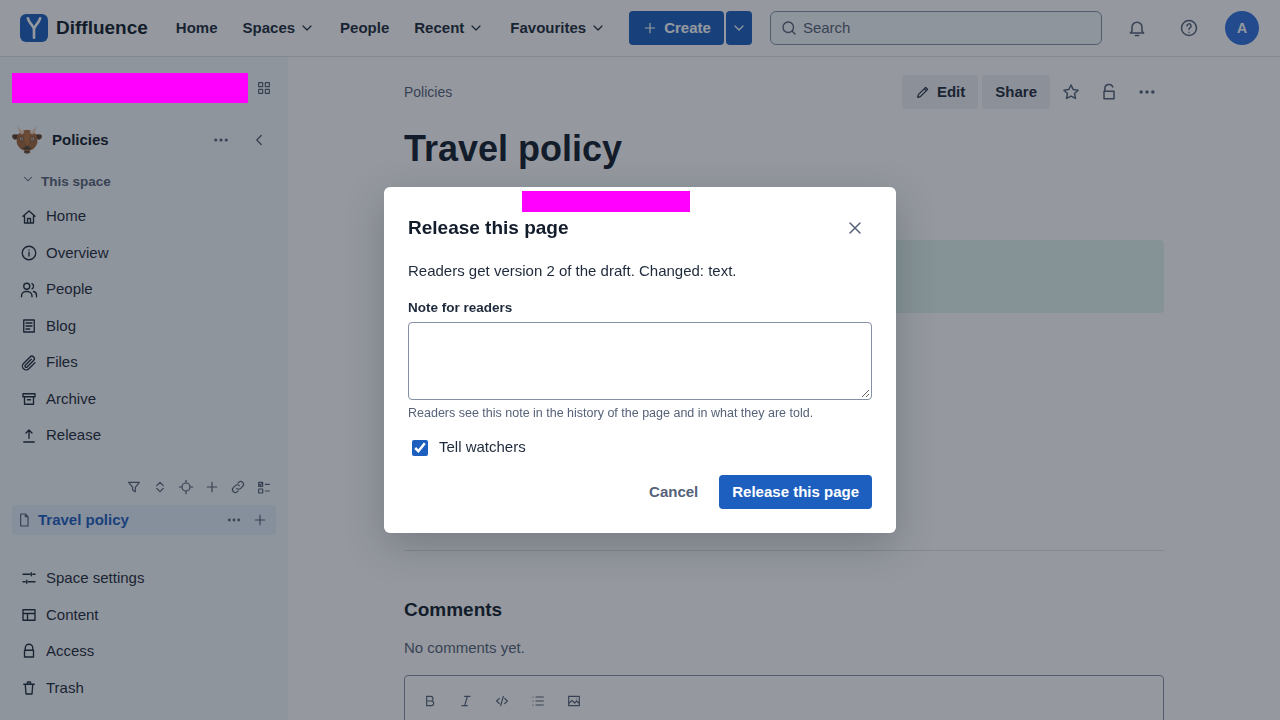 Diffluence
Home
Spaces
People
Recent
Favourites
Create
Search
A
Policies
This space
Home
Overview
People
Blog
Files
Archive
Release
Travel policy
Space settings
Content
Access
Trash
Policies
Edit
Share
Travel policy
Release this page
Readers get version 2 of the draft. Changed: text.
Note for readers
Readers see this note in the history of the page and in what they are told.
Tell watchers
Cancel
Release this page
Comments
No comments yet.